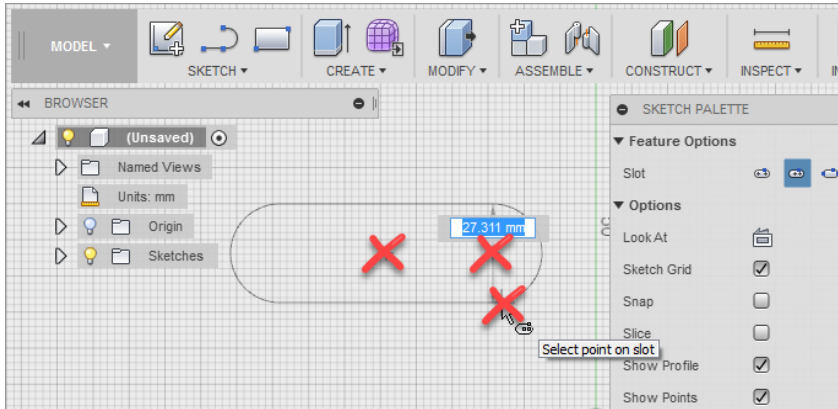 MODEL
SKETCH
CREATE
MODIFY
ASSEMBLE
CONSTRUCT
INSPECT
BROWSER
(Unsaved)
Named Views
Units: mm
Origin
Sketches
27.311 mm
Select point on slot
SKETCH PALETTE
Feature Options
Slot
Options
Look At
Sketch Grid
Snap
Slice
Show Profile
Show Points